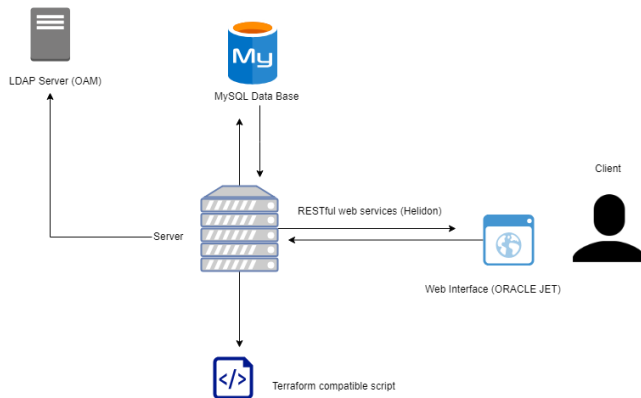 LDAP Server (OAM)
My
MySQL Data Base
Client
RESTful web services (Helidon)
Server
Web Interface (ORACLE JET)
</>
Terraform compatible script